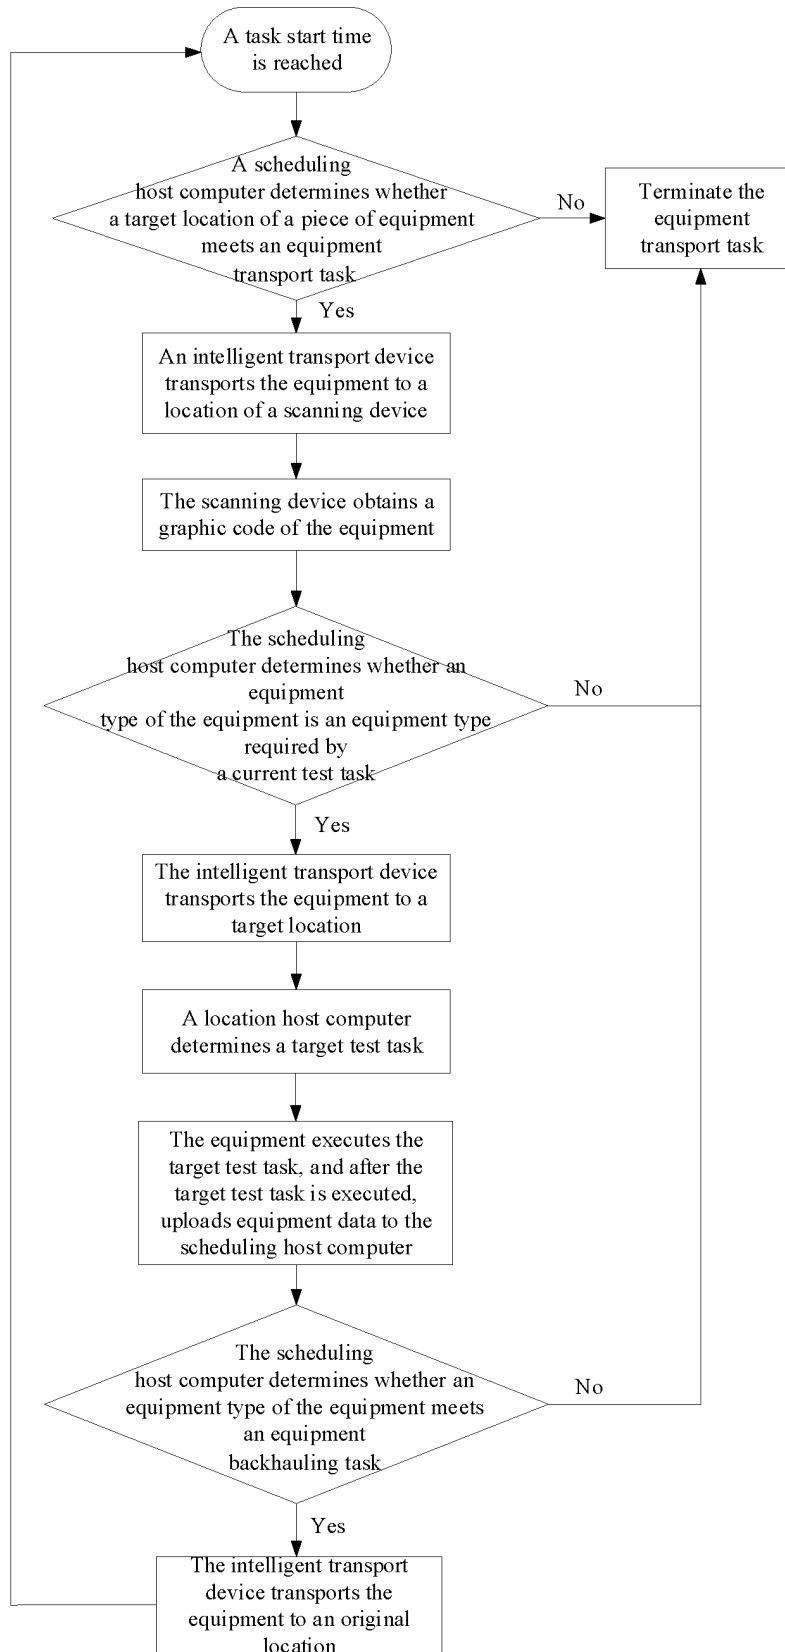 A task start time
is reached
A scheduling
host computer determines whether
a target location of a piece of equipment
meets an equipment
transport task
No
Terminate the
equipment
transport task
Yes
An intelligent transport device
transports the equipment to a
location of a scanning device
The scanning device obtains a
graphic code of the equipment
The scheduling
host computer determines whether an
equipment
type of the equipment is an equipment type
required by
a current test task
No
Yes
The intelligent transport device
transports the equipment to a
target location
A location host computer
determines a target test task
The equipment executes the
target test task, and after the
target test task is executed,
uploads equipment data to the
scheduling host computer
The scheduling
host computer determines whether an
equipment type of the equipment meets
an equipment
backhauling task
No
Yes
The intelligent transport
device transports the
equipment to an original
location